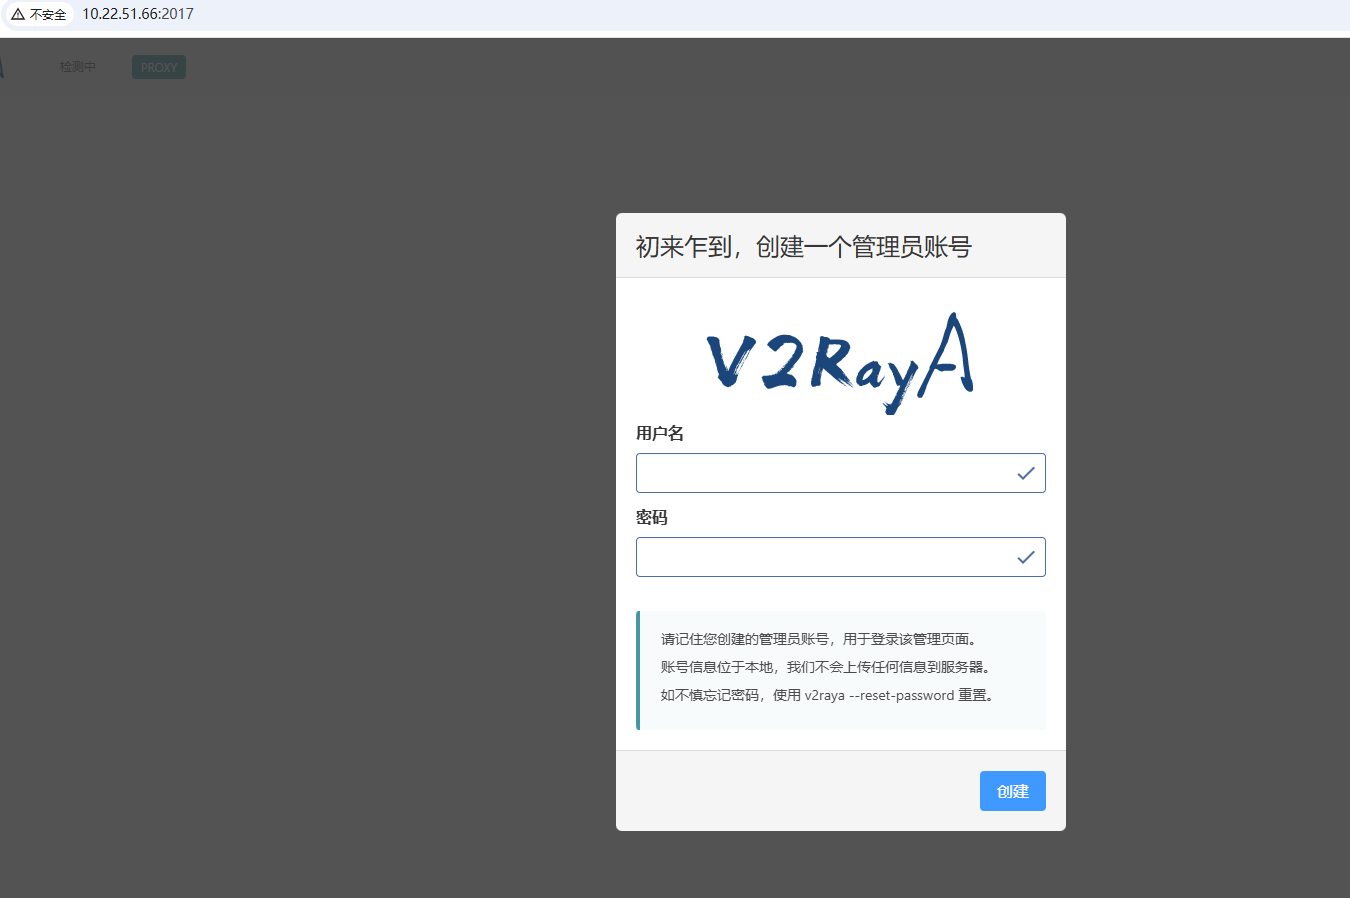 不安全 10.22.51.66:2017
检测中 PROXY
初来乍到，创建一个管理员账号
V2RayA
用户名
密码
请记住您创建的管理员账号，用于登录该管理页面。
账号信息位于本地，我们不会上传任何信息到服务器。
如不慎忘记密码，使用 v2raya --reset-password 重置。
创建